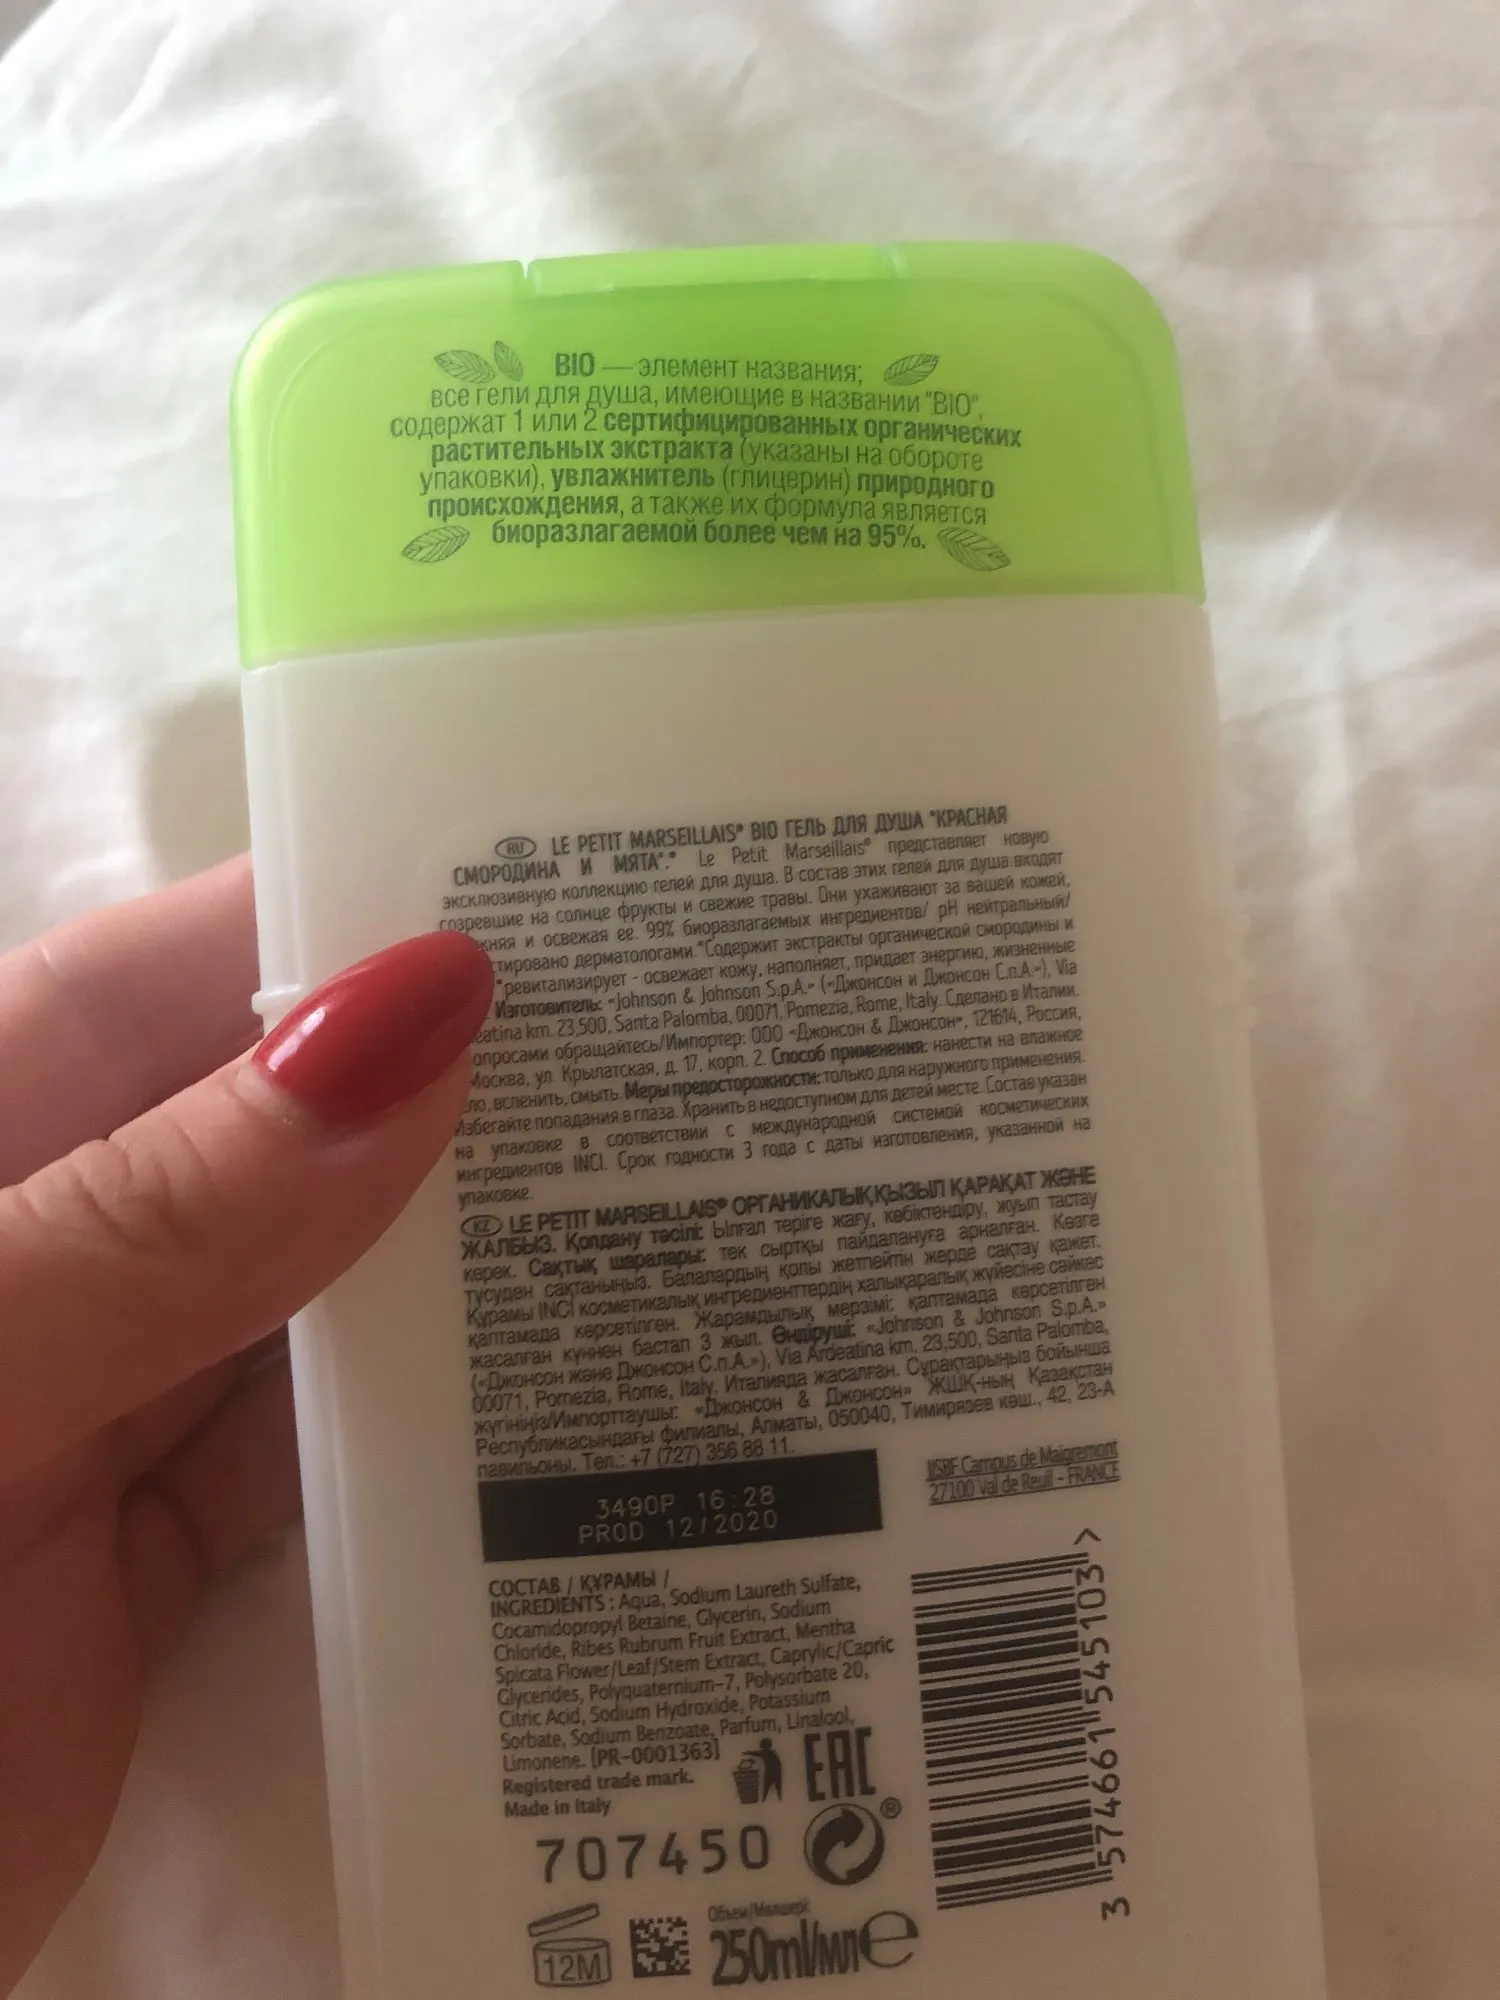 BIO — элемент названия;
все гели для душа, имеющие в названии "BIO",
содержат 1 или 2 сертифицированных органических
растительных экстракта (указаны на обороте
упаковки), увлажнитель (глицерин) природного
происхождения, а также их формула является
биоразлагаемой более чем на 95%.
RU LE PETIT MARSEILLAIS® BIO ГЕЛЬ ДЛЯ ДУША "КРАСНАЯ
СМОРОДИНА И МЯТА".* Le Petit Marseillais® представляет новую
эксклюзивную коллекцию гелей для душа. В состав этих гелей для душа входят
созревшие на солнце фрукты и свежие травы. Они ухаживают за вашей кожей,
и освежая ее. 99% биоразлагаемых ингредиентов/ pH нейтральный/
дерматологами. *Содержит экстракты органической смородины и
*ревитализирует - освежает кожу, наполняет, придает энергию, жизненные
Изготовитель: «Johnson & Johnson S.p.A.» («Джонсон и Джонсон С.п.А.»), Via
km. 23,500, Santa Palomba, 00071, Pomezia, Rome, Italy. Сделано в Италии.
обращайтесь/Импортер: ООО «Джонсон & Джонсон», 121614, Россия,
Москва, ул. Крылатская, д. 17, корп. 2. Способ применения: нанести на влажное
вспенить, смыть. Меры предосторожности: только для наружного применения.
Избегайте попадания в глаза. Хранить в недоступном для детей месте. Состав указан
на упаковке в соответствии с международной системой косметических
ингредиентов INCI. Срок годности 3 года с даты изготовления, указанной на
упаковке.
KZ LE PETIT MARSEILLAIS® ОРГАНИКАЛЫҚ ҚЫЗЫЛ ҚАРАҚАТ ЖӘНЕ
ЖАЛБЫЗ. Қолдану тәсілі: Ылғал теріге жағу, көбіктендіру, жуып тастау
керек. Сақтық шаралары: тек сыртқы пайдалануға арналған. Көзге
түсуден сақтаныңыз. Балалардың қолы жетпейтін жерде сақтау қажет.
Құрамы INCI косметикалық ингредиенттердің халықаралық жүйесіне сәйкес
қаптамада көрсетілген. Жарамдылық мерзімі: қаптамада көрсетілген
жасалған күннен бастап 3 жыл. Өндіруші: «Johnson & Johnson S.p.A.»
(«Джонсон және Джонсон С.п.А.»), Via Ardeatina km. 23,500, Santa Palomba,
00071, Pomezia, Rome, Italy. Италияда жасалған. Сұрақтарыңыз бойынша
жүгініңіз/Импорттаушы: «Джонсон & Джонсон» ЖШҚ-ның Қазақстан
Республикасындағы филиалы, Алматы, 050040, Тимирязев көш., 42, 23-А
павильоны. Тел.: +7 (727) 356 88 11.
JJSBF Campus de Maigremont
27100 Val de Reuil - FRANCE
3490P 16:28
PROD 12/2020
СОСТАВ / ҚҰРАМЫ /
INGREDIENTS : Aqua, Sodium Laureth Sulfate,
Cocamidopropyl Betaine, Glycerin, Sodium
Chloride, Ribes Rubrum Fruit Extract, Mentha
Spicata Flower/Leaf/Stem Extract, Caprylic/Capric
Glycerides, Polyquaternium-7, Polysorbate 20,
Citric Acid, Sodium Hydroxide, Potassium
Sorbate, Sodium Benzoate, Parfum, Linalool,
Limonene. [PR-0001363]
Registered trade mark.
Made in Italy
EAC
®
707450
12M
Объем/Мөлшері:
250ml/мл e
3 574661 545103 >